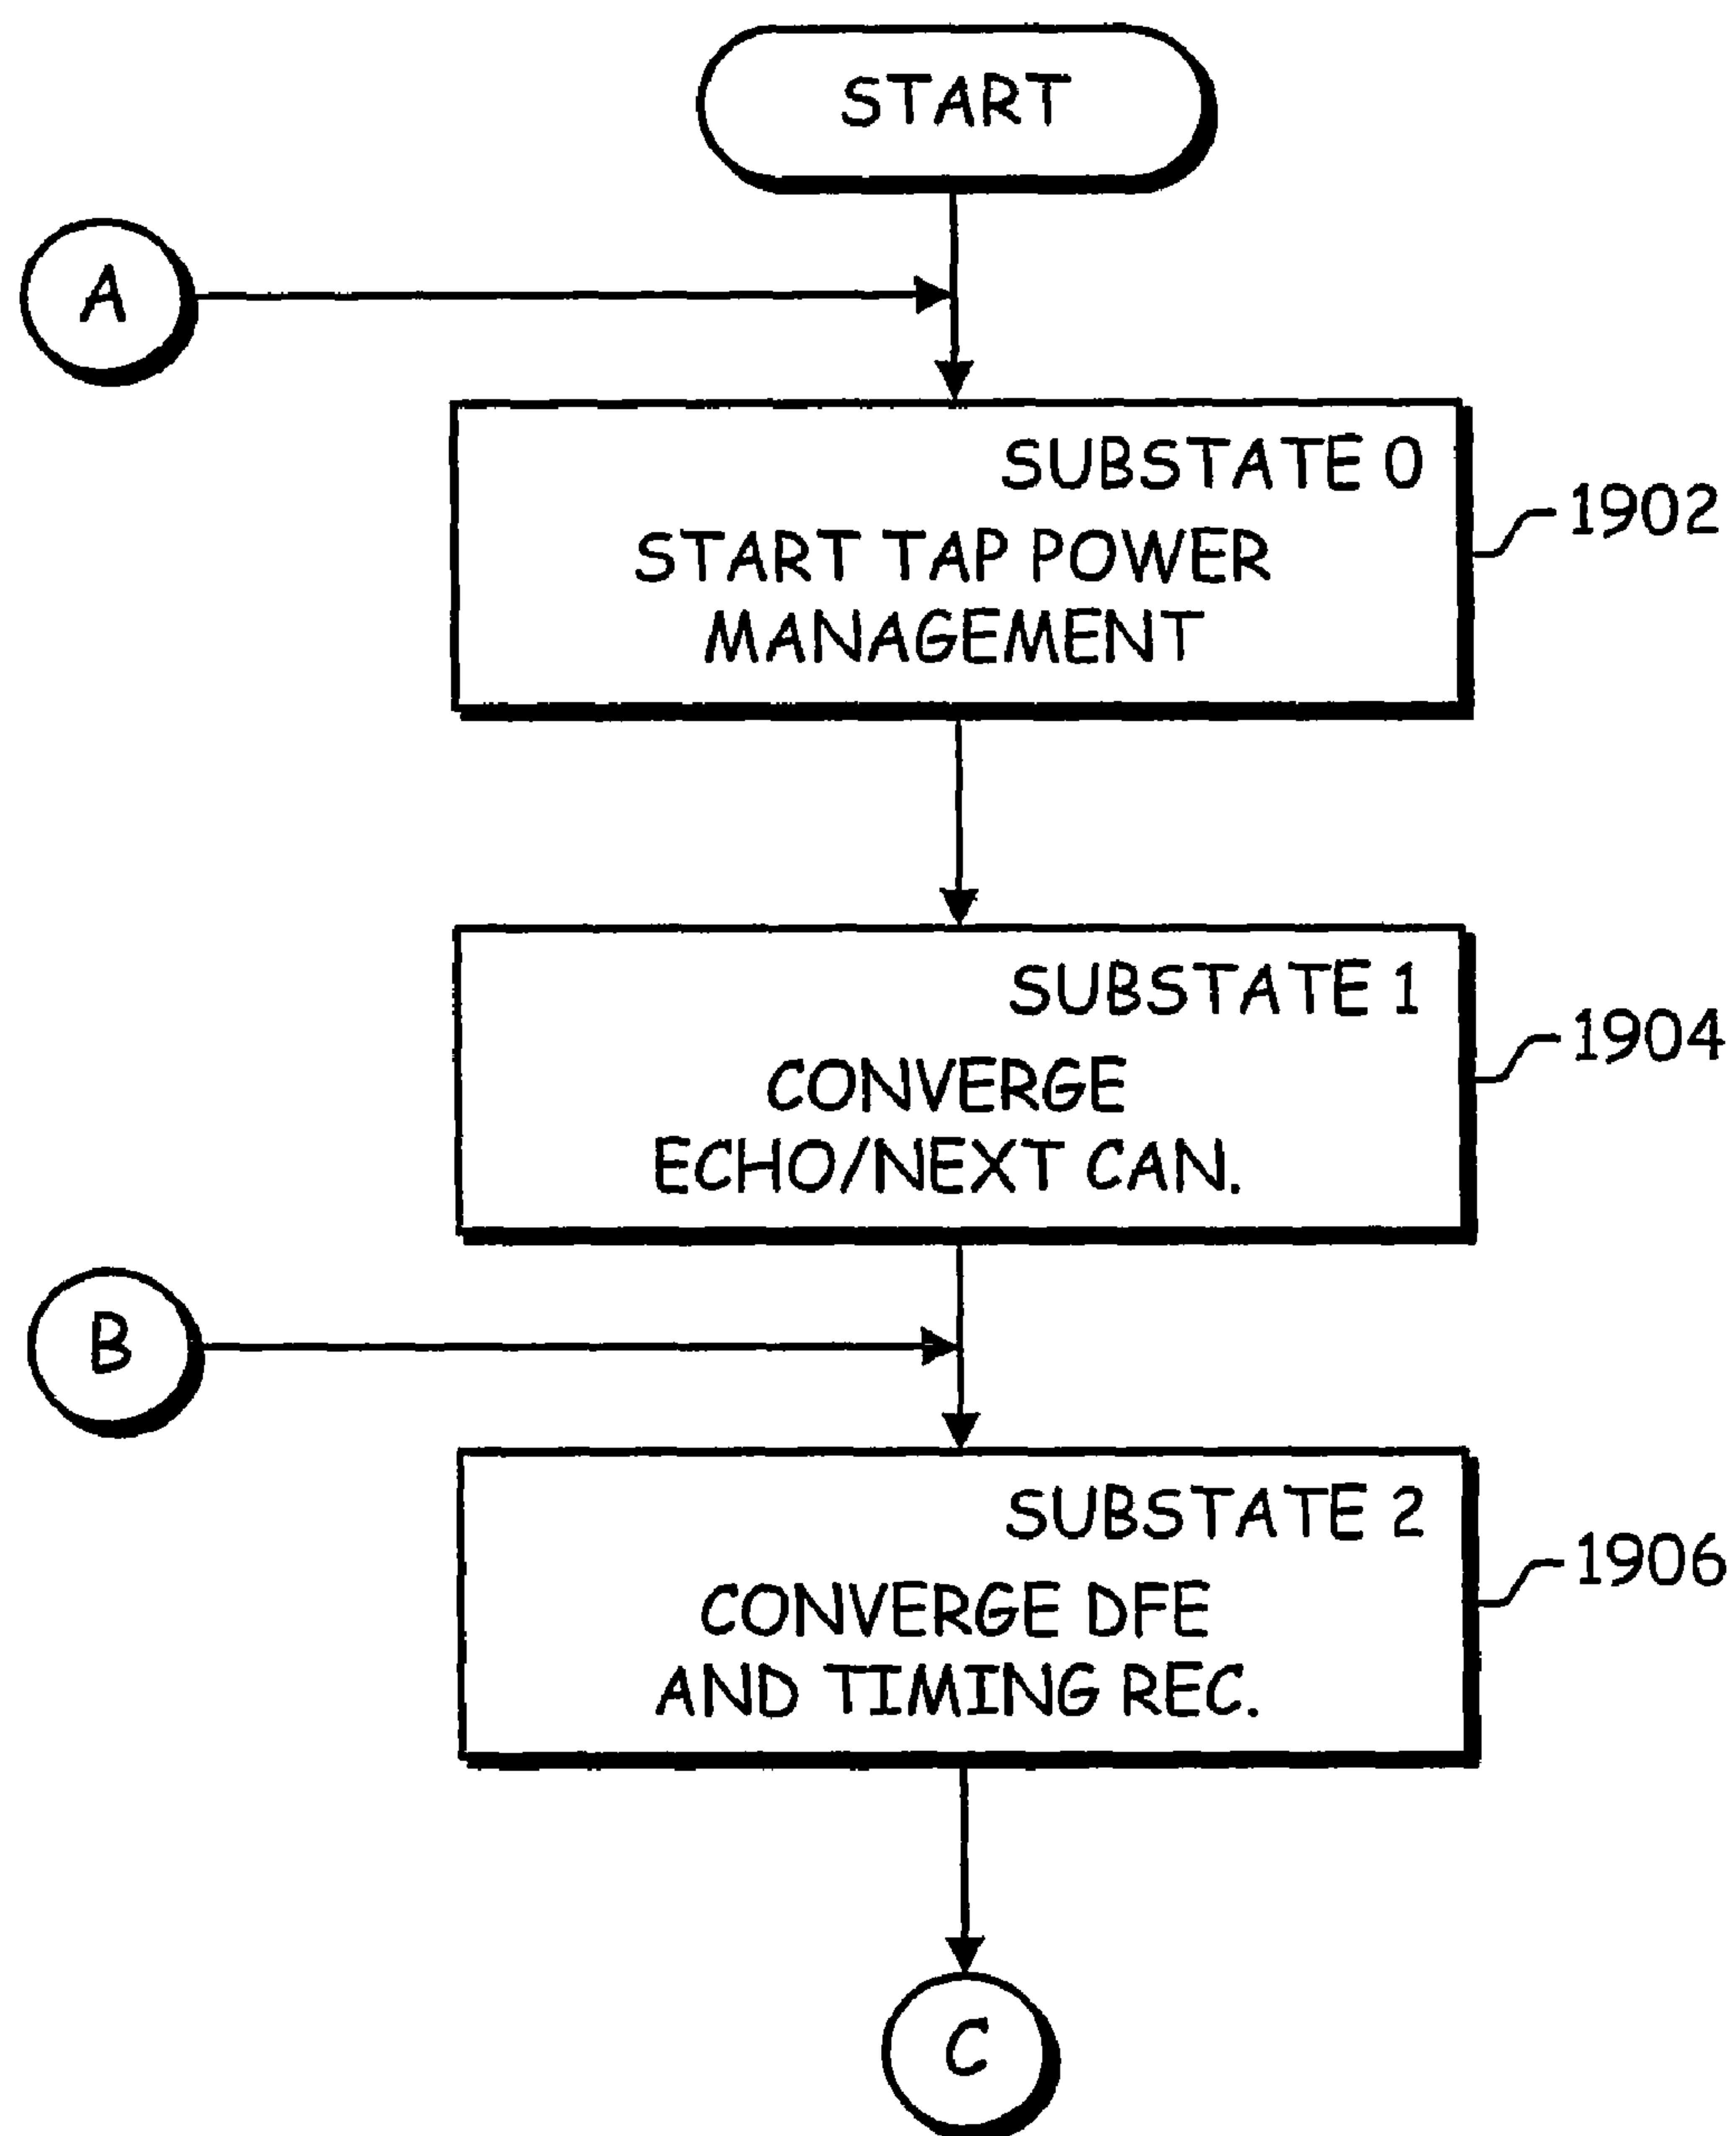 START
A
SUBSTATE 0
START TAP POWER
MANAGEMENT
1902
SUBSTATE 1
CONVERGE
ECHO/NEXT CAN.
1904
B
SUBSTATE 2
CONVERGE DFE
AND TIMING REC.
1906
C